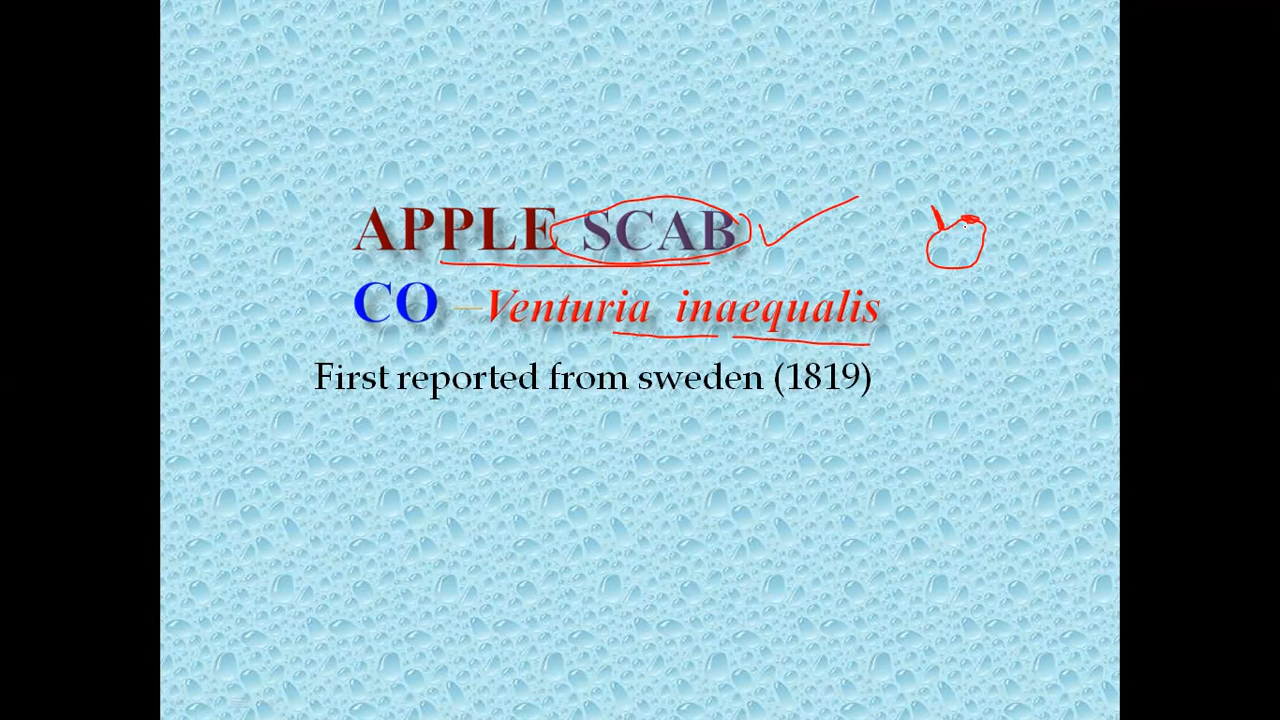 APPLE SCAB
CO – Venturia inaequalis
First reported from sweden (1819)